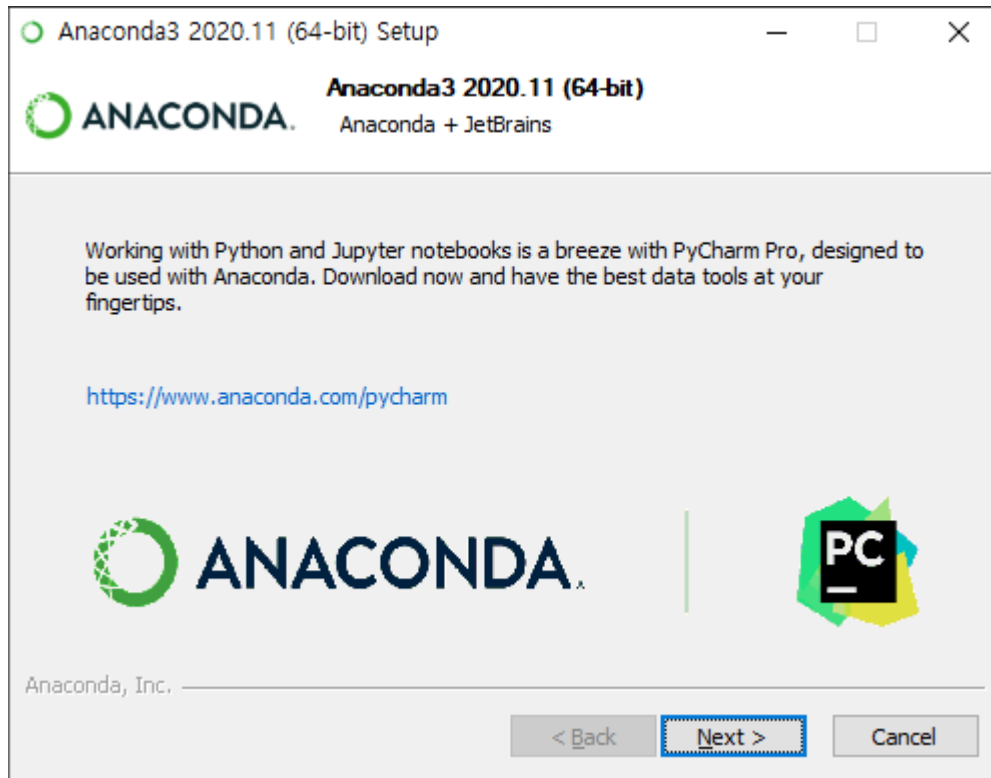 Anaconda3 2020.11 (64-bit) Setup
ANACONDA.
Anaconda3 2020.11 (64-bit)
Anaconda + JetBrains
Working with Python and Jupyter notebooks is a breeze with PyCharm Pro, designed to
be used with Anaconda. Download now and have the best data tools at your
fingertips.
https://www.anaconda.com/pycharm
ANACONDA.
PC
Anaconda, Inc.
< Back
Next >
Cancel